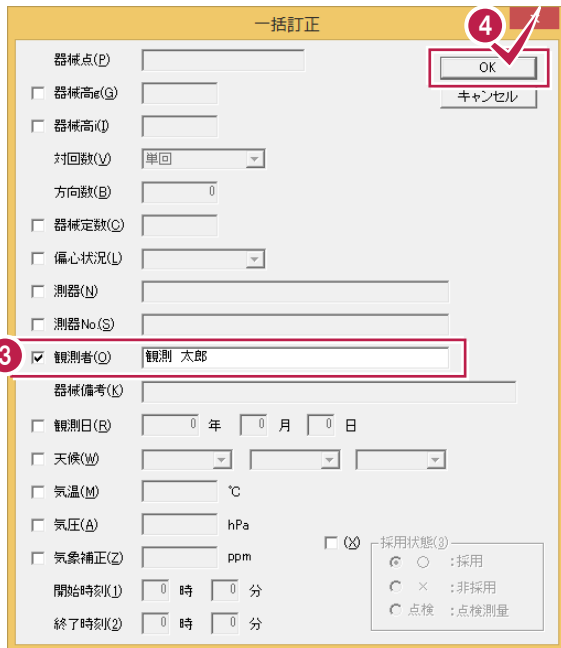 一括訂正
4
器械点(P)
OK
器械高g(G)
キャンセル
器械高i(I)
対回数(V) 単回
方向数(B) 0
器械定数(C)
偏心状況(L)
測器(N)
測器No.(S)
3
観測者(O) 観測 太郎
器械備考(K)
観測日(R) 0 年 0 月 0 日
天候(W)
気温(M) ℃
気圧(A) hPa
(X) 採用状態(3)
気象補正(Z) ppm
○ :採用
開始時刻(1) 0 時 0 分
× :非採用
点検 :点検測量
終了時刻(2) 0 時 0 分